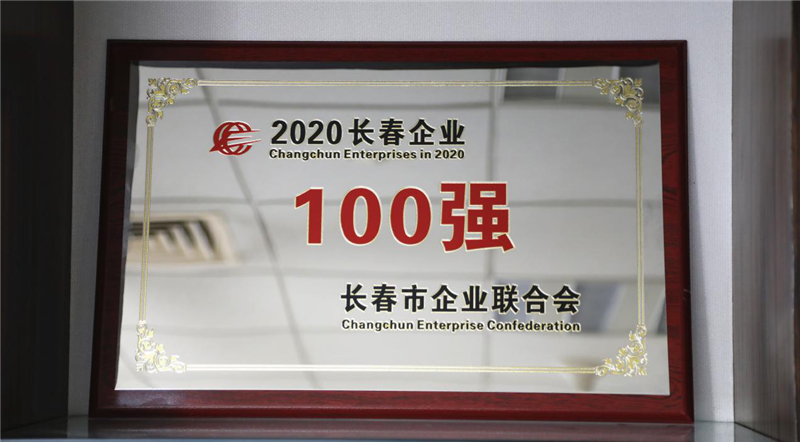 2020长春企业
Changchun Enterprises in 2020
100强
长春市企业联合会
Changchun Enterprise Confederation